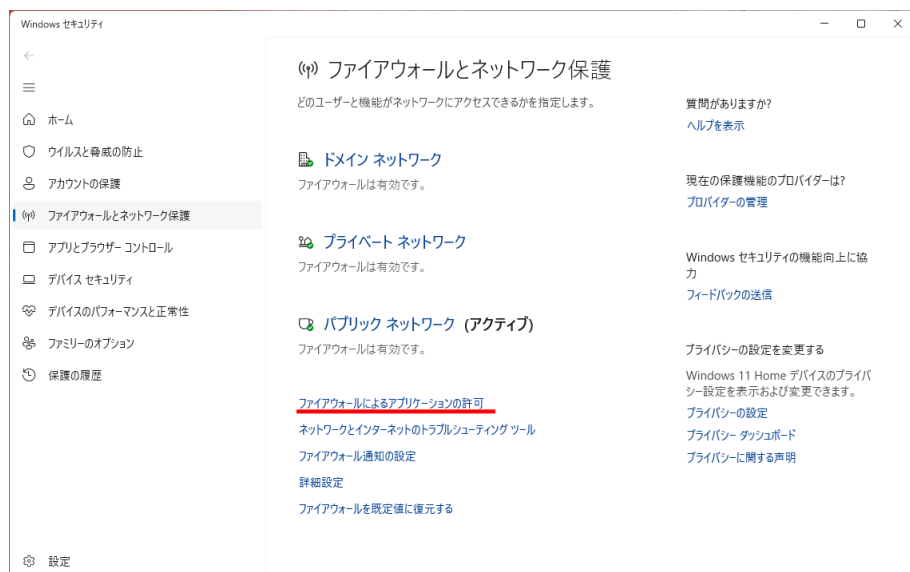 Windows セキュリティ
ホーム
ウイルスと脅威の防止
アカウントの保護
ファイアウォールとネットワーク保護
アプリとブラウザー コントロール
デバイス セキュリティ
デバイスのパフォーマンスと正常性
ファミリーのオプション
保護の履歴
設定
ファイアウォールとネットワーク保護
どのユーザーと機能がネットワークにアクセスできるかを指定します。
ドメイン ネットワーク
ファイアウォールは有効です。
プライベート ネットワーク
ファイアウォールは有効です。
パブリック ネットワーク (アクティブ)
ファイアウォールは有効です。
ファイアウォールによるアプリケーションの許可
ネットワークとインターネットのトラブルシューティング ツール
ファイアウォール通知の設定
詳細設定
ファイアウォールを既定値に復元する
質問がありますか?
ヘルプを表示
現在の保護機能のプロバイダーは?
プロバイダーの管理
Windows セキュリティの機能向上に協
力
フィードバックの送信
プライバシーの設定を変更する
Windows 11 Home デバイスのプライバ
シー設定を表示および変更できます。
プライバシーの設定
プライバシー ダッシュボード
プライバシーに関する声明